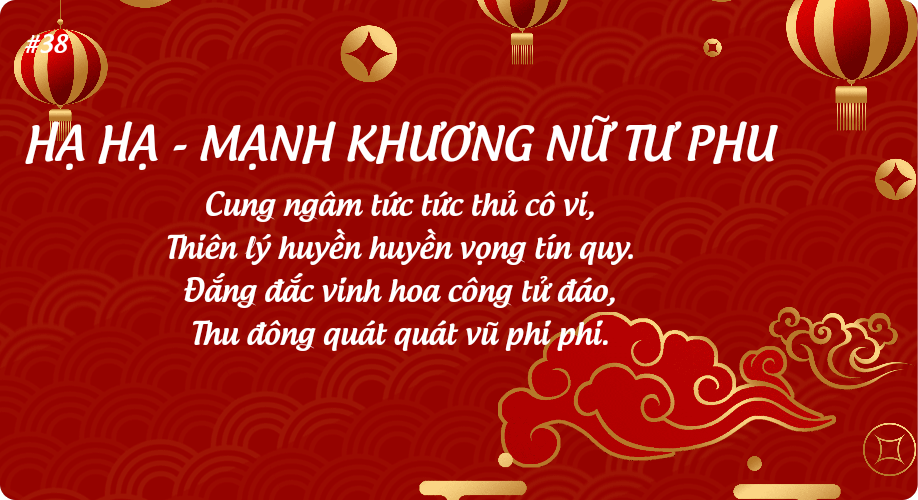 #38
HẠ HẠ - MẠNH KHƯƠNG NỮ TƯ PHU
Cung ngâm tức tức thủ cô vi,
Thiên lý huyền huyền vọng tín quy.
Đắng đắc vinh hoa công tử đáo,
Thu đông quát quát vũ phi phi.